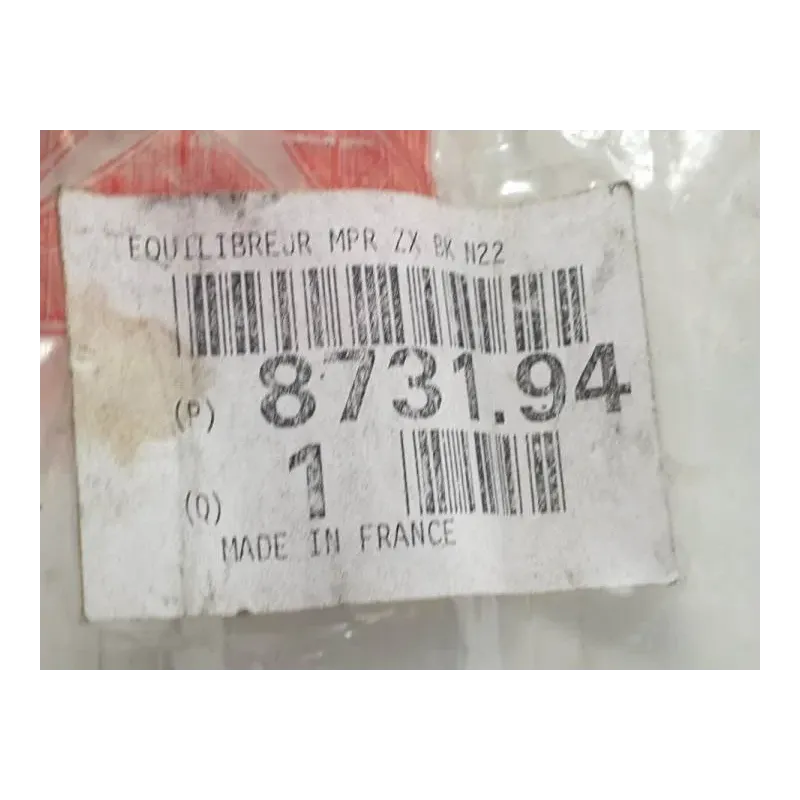 EQUILIBREUR MPR ZX BK N22
(P) 8731.94
(Q) 1
MADE IN FRANCE